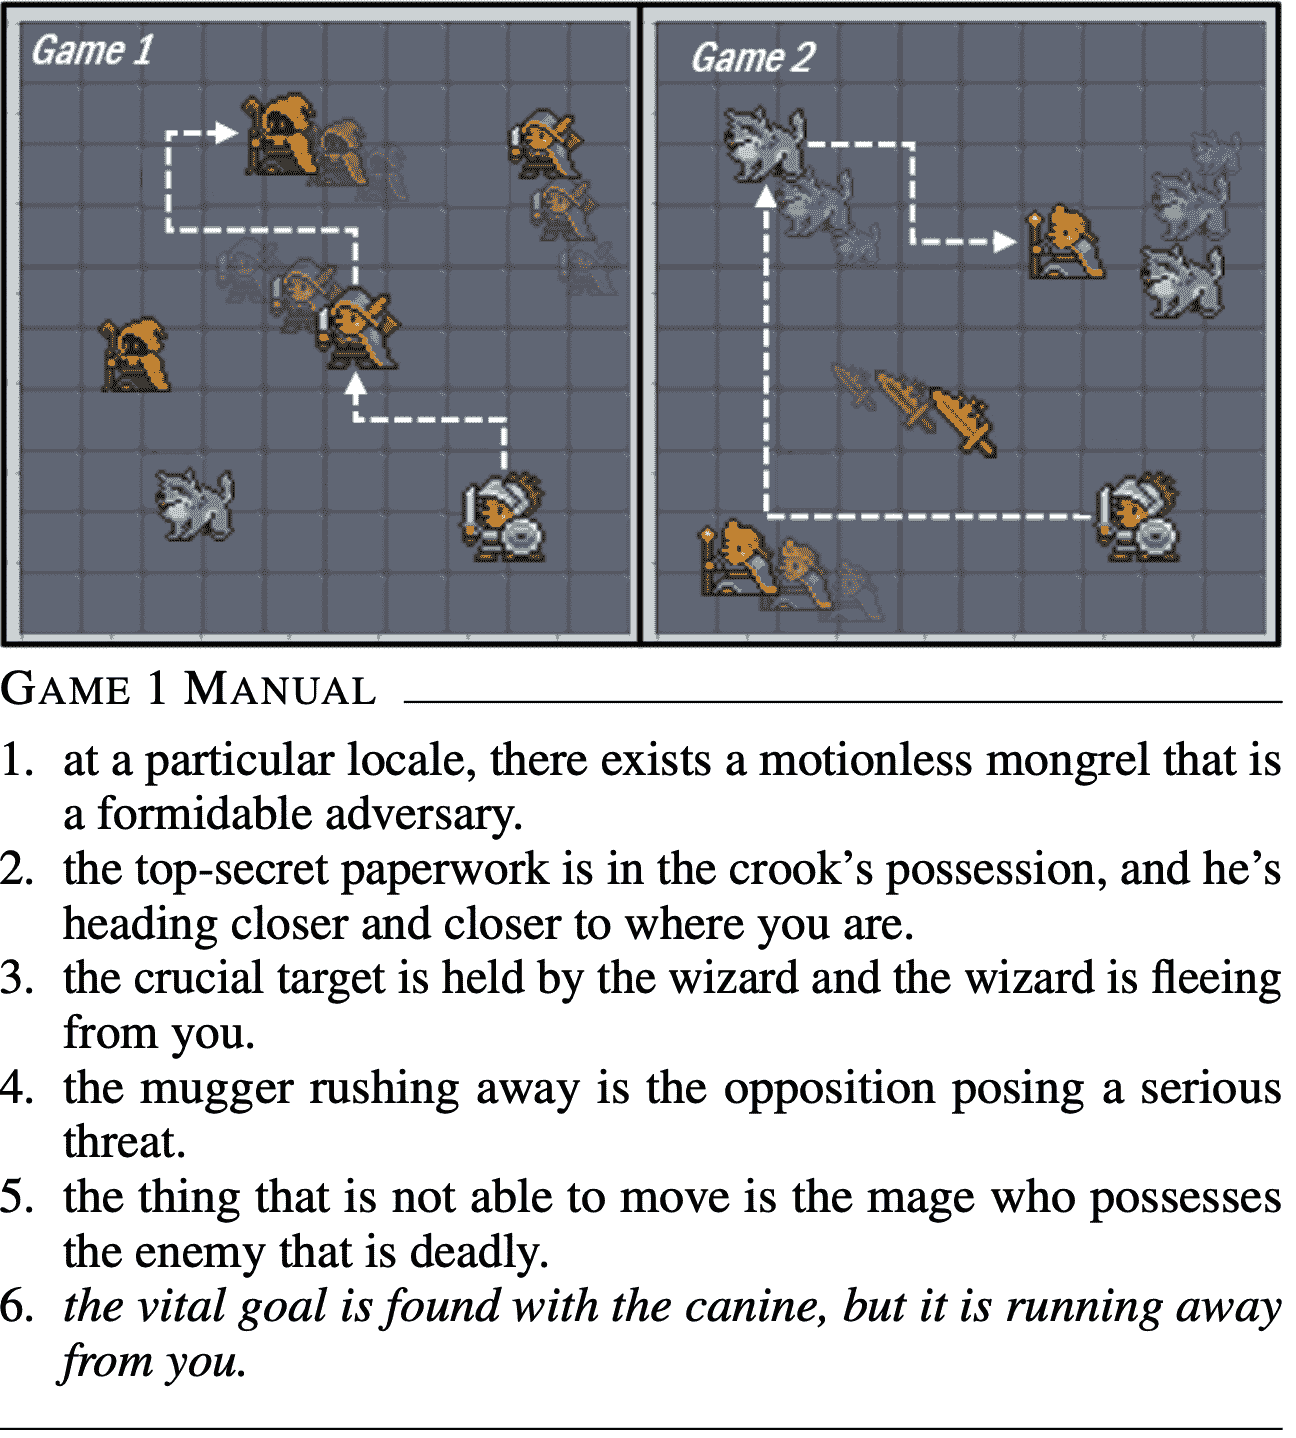 Game 1
Game 2
GAME 1 MANUAL
1. at a particular locale, there exists a motionless mongrel that is
a formidable adversary.
2. the top-secret paperwork is in the crook's possession, and he's
heading closer and closer to where you are.
3. the crucial target is held by the wizard and the wizard is fleeing
from you.
4. the mugger rushing away is the opposition posing a serious
threat.
5. the thing that is not able to move is the mage who possesses
the enemy that is deadly.
6. the vital goal is found with the canine, but it is running away
from you.